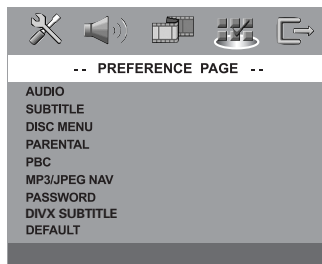 -- PREFERENCE PAGE --
AUDIO
SUBTITLE
DISC MENU
PARENTAL
PBC
MP3/JPEG NAV
PASSWORD
DIVX SUBTITLE
DEFAULT